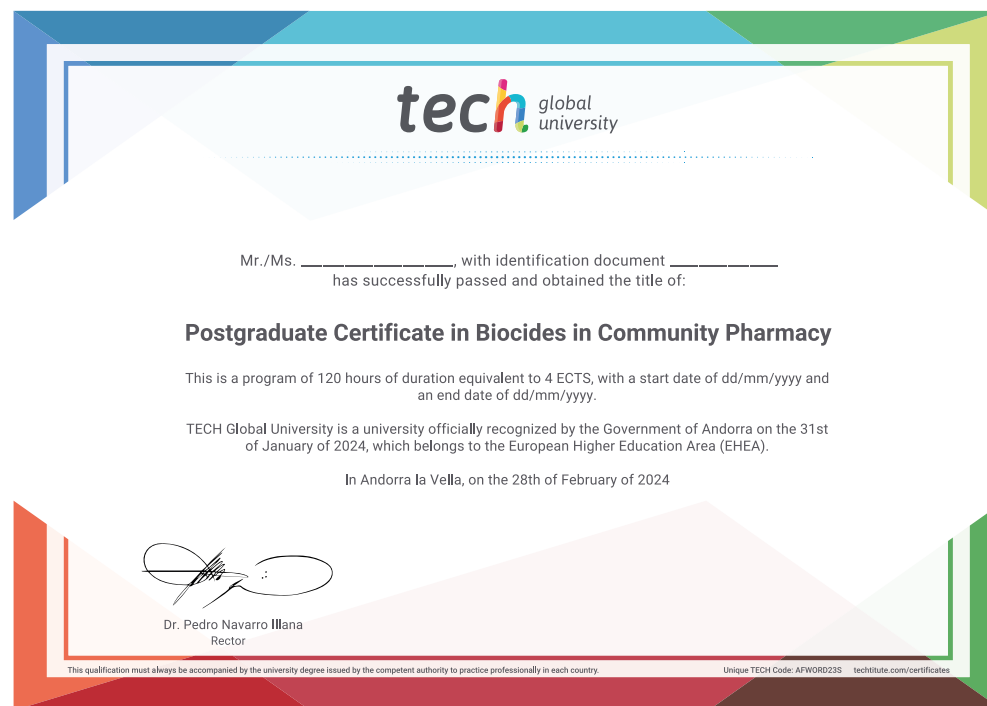 tech global university
Mr./Ms. ___________________, with identification document ____________
has successfully passed and obtained the title of:
Postgraduate Certificate in Biocides in Community Pharmacy
This is a program of 120 hours of duration equivalent to 4 ECTS, with a start date of dd/mm/yyyy and
an end date of dd/mm/yyyy.
TECH Global University is a university officially recognized by the Government of Andorra on the 31st
of January of 2024, which belongs to the European Higher Education Area (EHEA).
In Andorra la Vella, on the 28th of February of 2024
Dr. Pedro Navarro Illana
Rector
This qualification must always be accompanied by the university degree issued by the competent authority to practice professionally in each country. Unique TECH Code: AFWORD23S techtitute.com/certificates